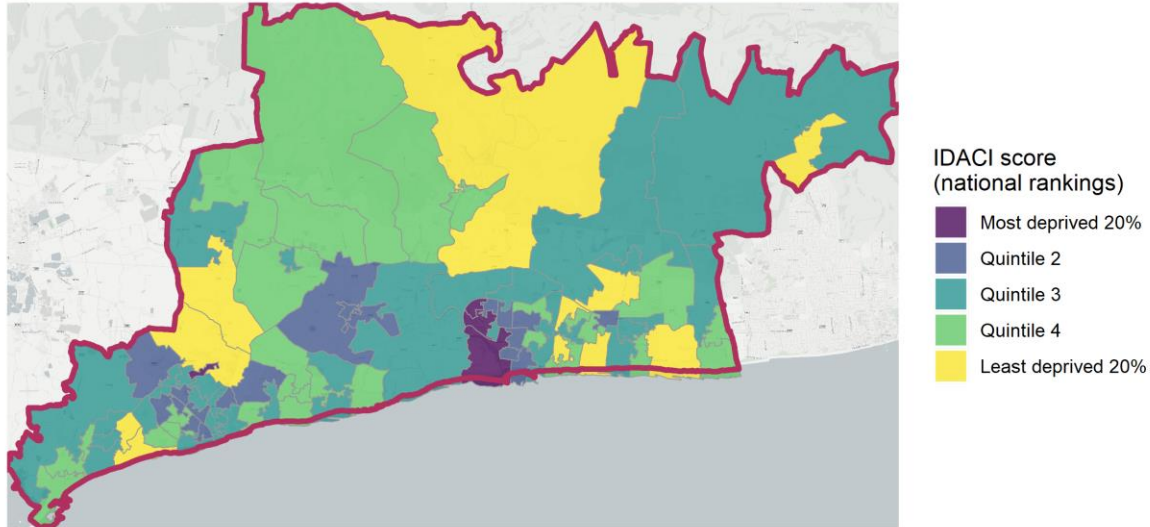 IDACI score
(national rankings)
Most deprived 20%
Quintile 2
Quintile 3
Quintile 4
Least deprived 20%